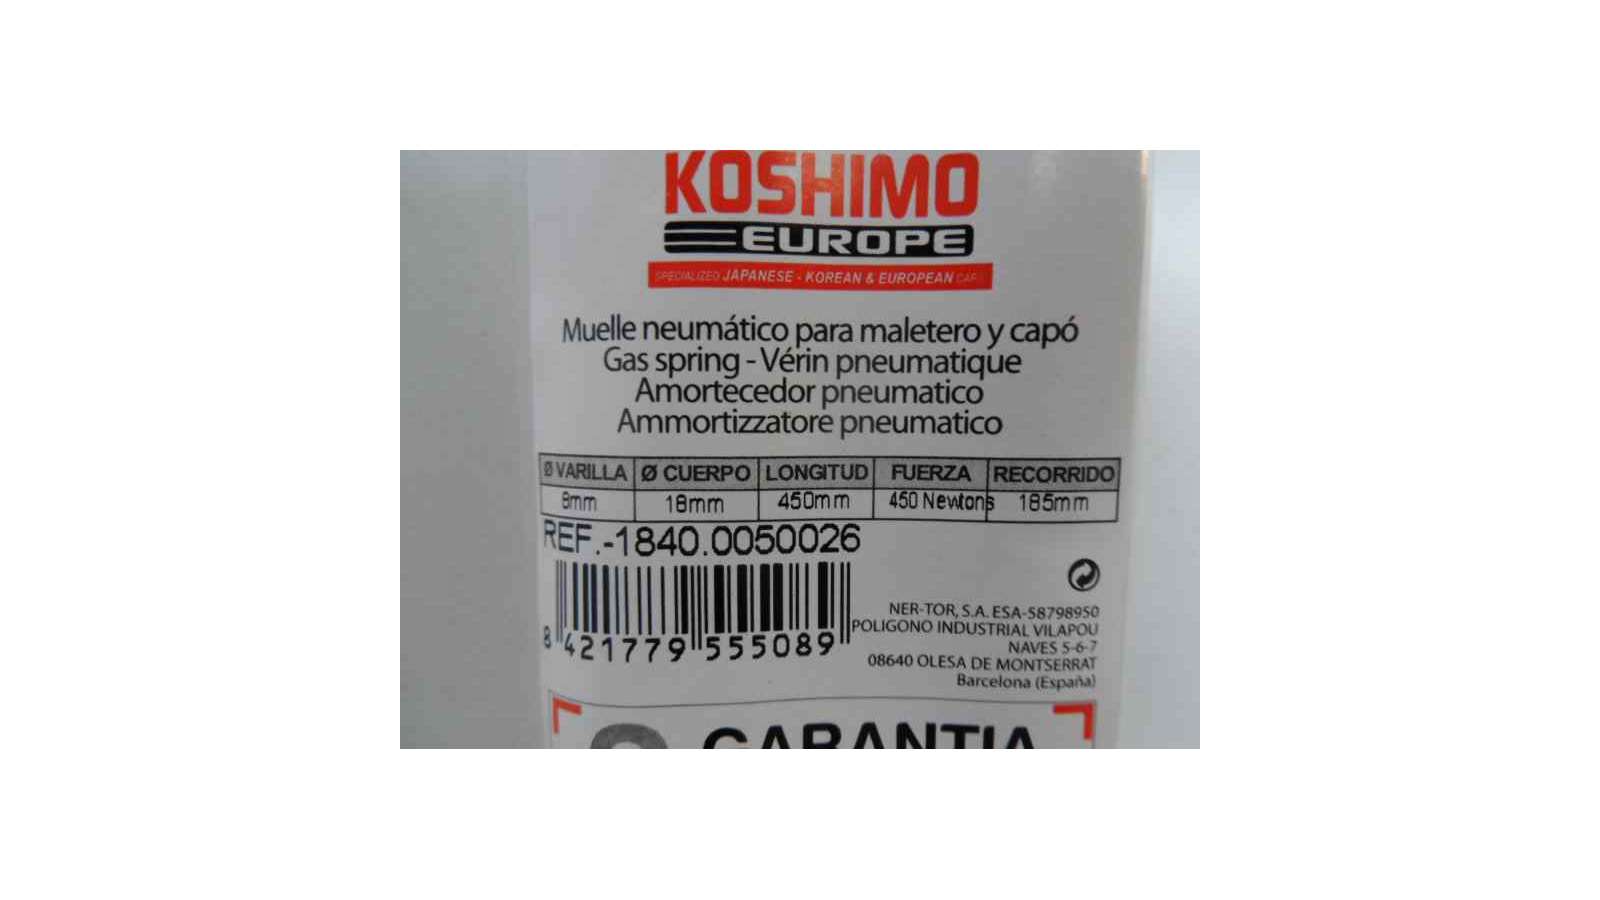 KOSHIMO
EUROPE
SPECIALIZED JAPANESE - KOREAN & EUROPEAN CAR
Muelle neumático para maletero y capó
Gas spring - Vérin pneumatique
Amortecedor pneumatico
Ammortizzatore pneumatico
Ø VARILLA Ø CUERPO LONGITUD FUERZA RECORRIDO
8mm 18mm 450mm 450 Newtons 185mm
REF.-1840.0050026
8 421779 555089
NER-TOR, S.A. ESA-58798950
POLIGONO INDUSTRIAL VILAPOU
NAVES 5-6-7
08640 OLESA DE MONTSERRAT
Barcelona (España)
GARANTIA